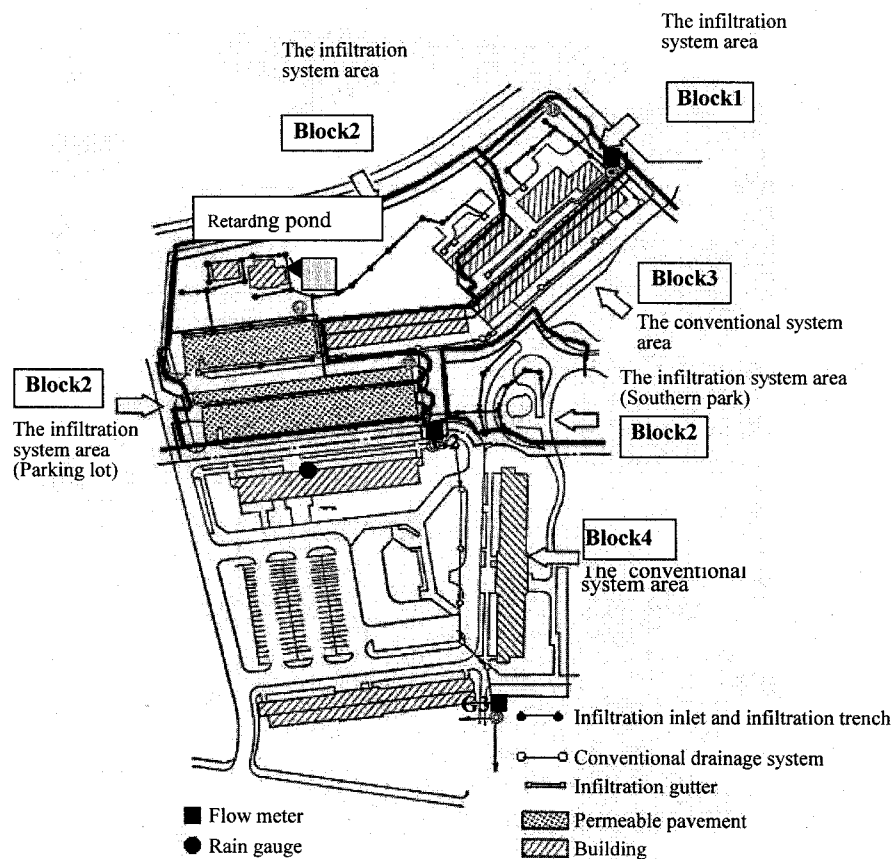 The infiltration
system area
The infiltration
system area
Block1
Block2
Retarding pond
Block3
The conventional system
area
Block2
The infiltration
system area
(Parking lot)
The infiltration system area
(Southern park)
Block2
Block4
The conventional
system area
G3
Infiltration inlet and infiltration trench
Conventional drainage system
Infiltration gutter
Flow meter
Permeable pavement
Rain gauge
Building